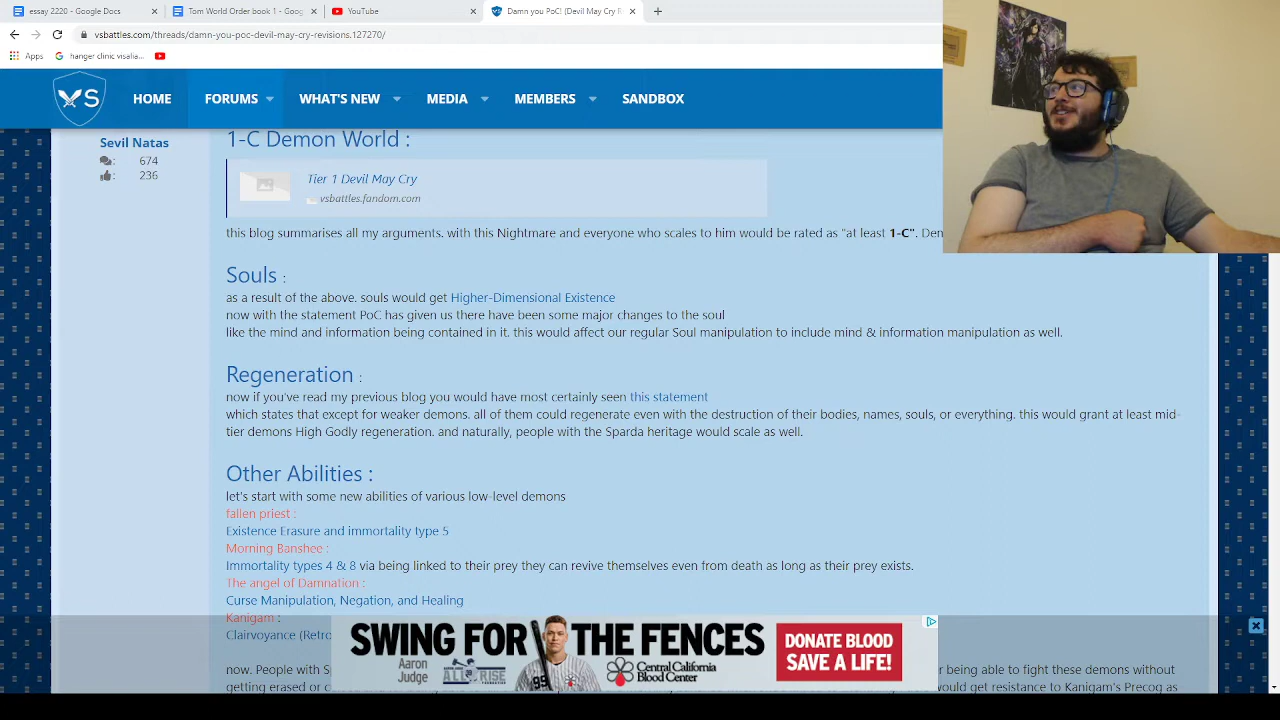 essay 2220 - Google Docs
Tom World Order book 1 - Goog
YouTube
Damn you PoC! (Devil May Cry R
vsbattles.com/threads/damn-you-poc-devil-may-cry-revisions.127270/
Apps
hanger clinic visalia...
VS
HOME
FORUMS
WHAT'S NEW
MEDIA
MEMBERS
SANDBOX
Sevil Natas
674
236
1-C Demon World :
Tier 1 Devil May Cry
vsbattles.fandom.com
this blog summarises all my arguments. with this Nightmare and everyone who scales to him would be rated as "at least 1-C". Den
Souls :
as a result of the above. souls would get Higher-Dimensional Existence
now with the statement PoC has given us there have been some major changes to the soul
like the mind and information being contained in it. this would affect our regular Soul manipulation to include mind & information manipulation as well.
Regeneration :
now if you've read my previous blog you would have most certainly seen this statement
which states that except for weaker demons. all of them could regenerate even with the destruction of their bodies, names, souls, or everything. this would grant at least mid-
tier demons High Godly regeneration. and naturally, people with the Sparda heritage would scale as well.
Other Abilities :
let's start with some new abilities of various low-level demons
fallen priest :
Existence Erasure and immortality type 5
Morning Banshee :
Immortality types 4 & 8 via being linked to their prey they can revive themselves even from death as long as their prey exists.
The angel of Damnation :
Curse Manipulation, Negation, and Healing
Kanigam :
Clairvoyance (Retro
SWING FOR THE FENCES
Aaron Judge
ALL RISE
99
Central California Blood Center
DONATE BLOOD
SAVE A LIFE!
now. People with S
r being able to fight these demons without
getting erased or
uld get resistance to Kanigam's Precog as